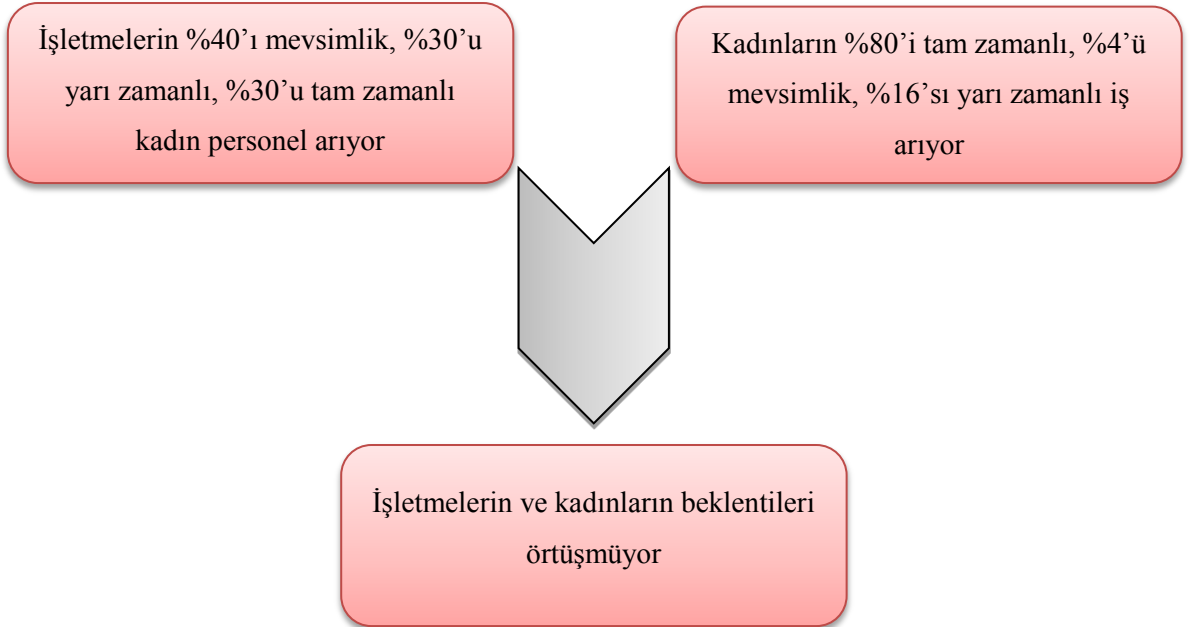 İşletmelerin %40’ı mevsimlik, %30’u
yarı zamanlı, %30’u tam zamanlı
kadın personel arıyor
Kadınların %80’i tam zamanlı, %4’ü
mevsimlik, %16’sı yarı zamanlı iş
arıyor
İşletmelerin ve kadınların beklentileri
örtüşmüyor